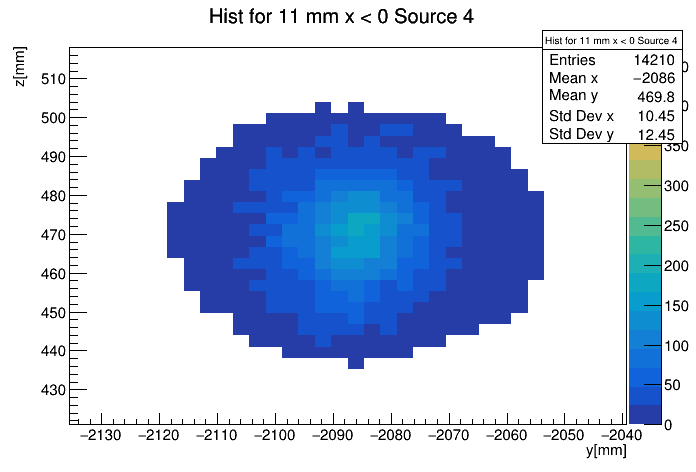 Hist for 11 mm x < 0 Source 4
z[mm]
Hist for 11 mm x < 0 Source 4
Entries 14210
Mean x −2086
Mean y 469.8
Std Dev x 10.45
Std Dev y 12.45
510
500
490
480
470
460
450
440
430
0
0
350
300
250
200
150
100
50
0
−2130 −2120 −2110 −2100 −2090 −2080 −2070 −2060 −2050 −2040
y[mm]